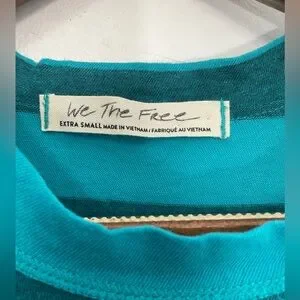 We The Free
EXTRA SMALL MADE IN VIETNAM / FABRIQUÉ AU VIETNAM